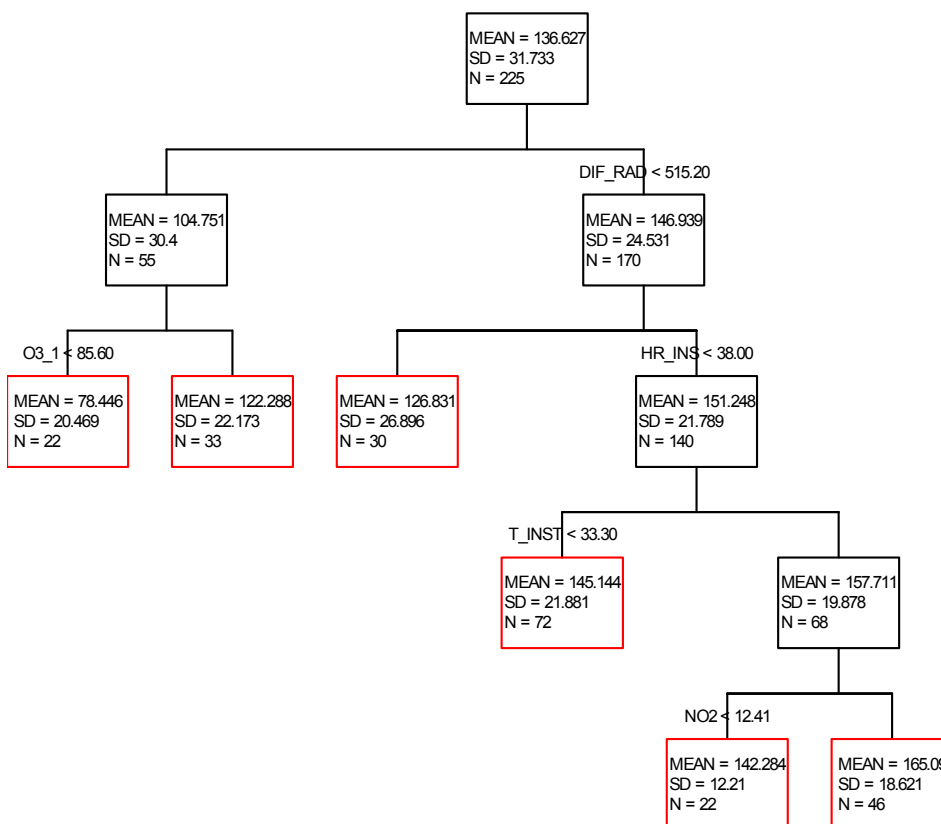 MEAN = 136.627
SD = 31.733
N = 225
DIF_RAD < 515.20
MEAN = 104.751
SD = 30.4
N = 55
MEAN = 146.939
SD = 24.531
N = 170
O3_1 < 85.60
HR_INS < 38.00
MEAN = 78.446
SD = 20.469
N = 22
MEAN = 122.288
SD = 22.173
N = 33
MEAN = 126.831
SD = 26.896
N = 30
MEAN = 151.248
SD = 21.789
N = 140
T_INST < 33.30
MEAN = 145.144
SD = 21.881
N = 72
MEAN = 157.711
SD = 19.878
N = 68
NO2 < 12.41
MEAN = 142.284
SD = 12.21
N = 22
MEAN = 165.09
SD = 18.621
N = 46